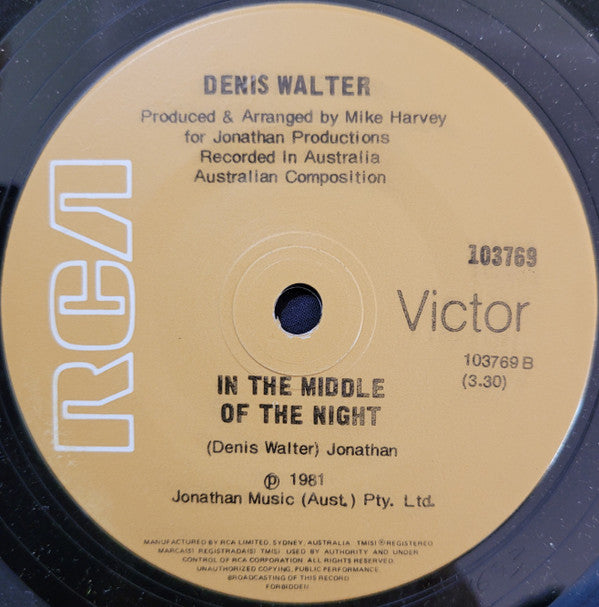 DENIS WALTER
Produced & Arranged by Mike Harvey
for Jonathan Productions
Recorded In Australia
Australian Composition
RCA
103769
Victor
103769 B
(3.30)
IN THE MIDDLE
OF THE NIGHT
(Denis Walter) Jonathan
℗ 1981
Jonathan Music (Aust.) Pty. Ltd.
MANUFACTURED BY RCA LIMITED, SYDNEY, AUSTRALIA. TM(S) ® REGISTERED
MARCA(S) REGISTRADA(S) TM(S) USED BY AUTHORITY AND UNDER
CONTROL OF RCA CORPORATION. ALL RIGHTS RESERVED.
UNAUTHORIZED COPYING, PUBLIC PERFORMANCE,
BROADCASTING OF THIS RECORD
FORBIDDEN